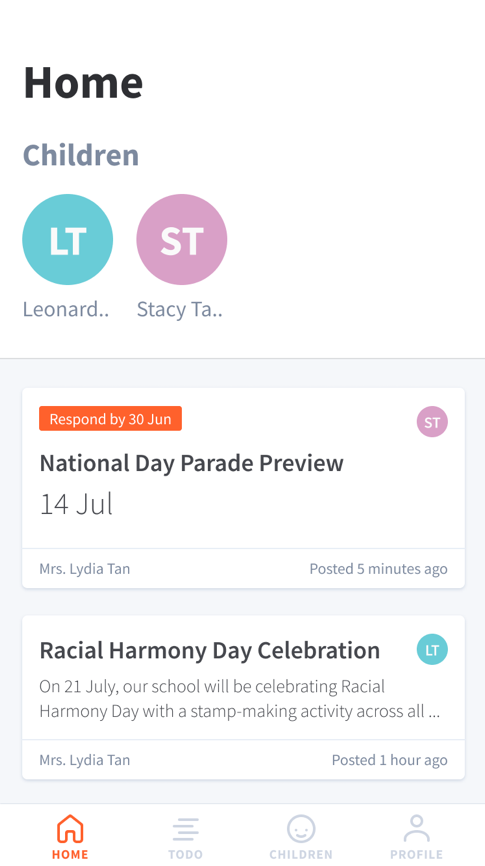 Home
Children
LT
ST
Leonard..
Stacy Ta..
Respond by 30 Jun
ST
National Day Parade Preview
14 Jul
Mrs. Lydia Tan
Posted 5 minutes ago
Racial Harmony Day Celebration
LT
On 21 July, our school will be celebrating Racial
Harmony Day with a stamp-making activity across all ...
Mrs. Lydia Tan
Posted 1 hour ago
HOME
TODO
CHILDREN
PROFILE